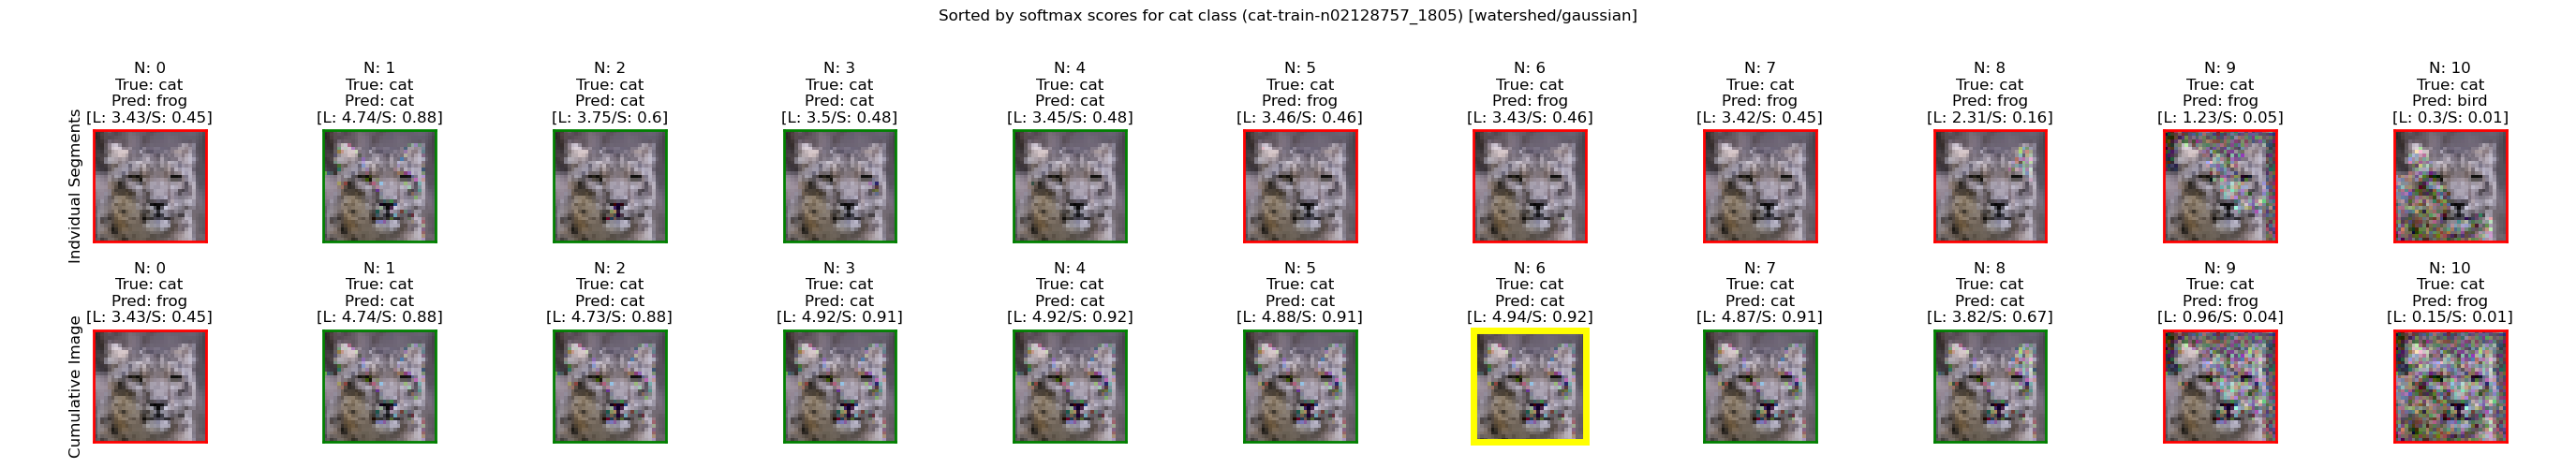 Sorted by softmax scores for cat class (cat-train-n02128757_1805) [watershed/gaussian]
Indvidual Segments
N: 0
True: cat
Pred: frog
[L: 3.43/S: 0.45]
N: 1
True: cat
Pred: cat
[L: 4.74/S: 0.88]
N: 2
True: cat
Pred: cat
[L: 3.75/S: 0.6]
N: 3
True: cat
Pred: cat
[L: 3.5/S: 0.48]
N: 4
True: cat
Pred: cat
[L: 3.45/S: 0.48]
N: 5
True: cat
Pred: frog
[L: 3.46/S: 0.46]
N: 6
True: cat
Pred: frog
[L: 3.43/S: 0.46]
N: 7
True: cat
Pred: frog
[L: 3.42/S: 0.45]
N: 8
True: cat
Pred: frog
[L: 2.31/S: 0.16]
N: 9
True: cat
Pred: frog
[L: 1.23/S: 0.05]
N: 10
True: cat
Pred: bird
[L: 0.3/S: 0.01]
Cumulative Image
N: 0
True: cat
Pred: frog
[L: 3.43/S: 0.45]
N: 1
True: cat
Pred: cat
[L: 4.74/S: 0.88]
N: 2
True: cat
Pred: cat
[L: 4.73/S: 0.88]
N: 3
True: cat
Pred: cat
[L: 4.92/S: 0.91]
N: 4
True: cat
Pred: cat
[L: 4.92/S: 0.92]
N: 5
True: cat
Pred: cat
[L: 4.88/S: 0.91]
N: 6
True: cat
Pred: cat
[L: 4.94/S: 0.92]
N: 7
True: cat
Pred: cat
[L: 4.87/S: 0.91]
N: 8
True: cat
Pred: cat
[L: 3.82/S: 0.67]
N: 9
True: cat
Pred: frog
[L: 0.96/S: 0.04]
N: 10
True: cat
Pred: frog
[L: 0.15/S: 0.01]